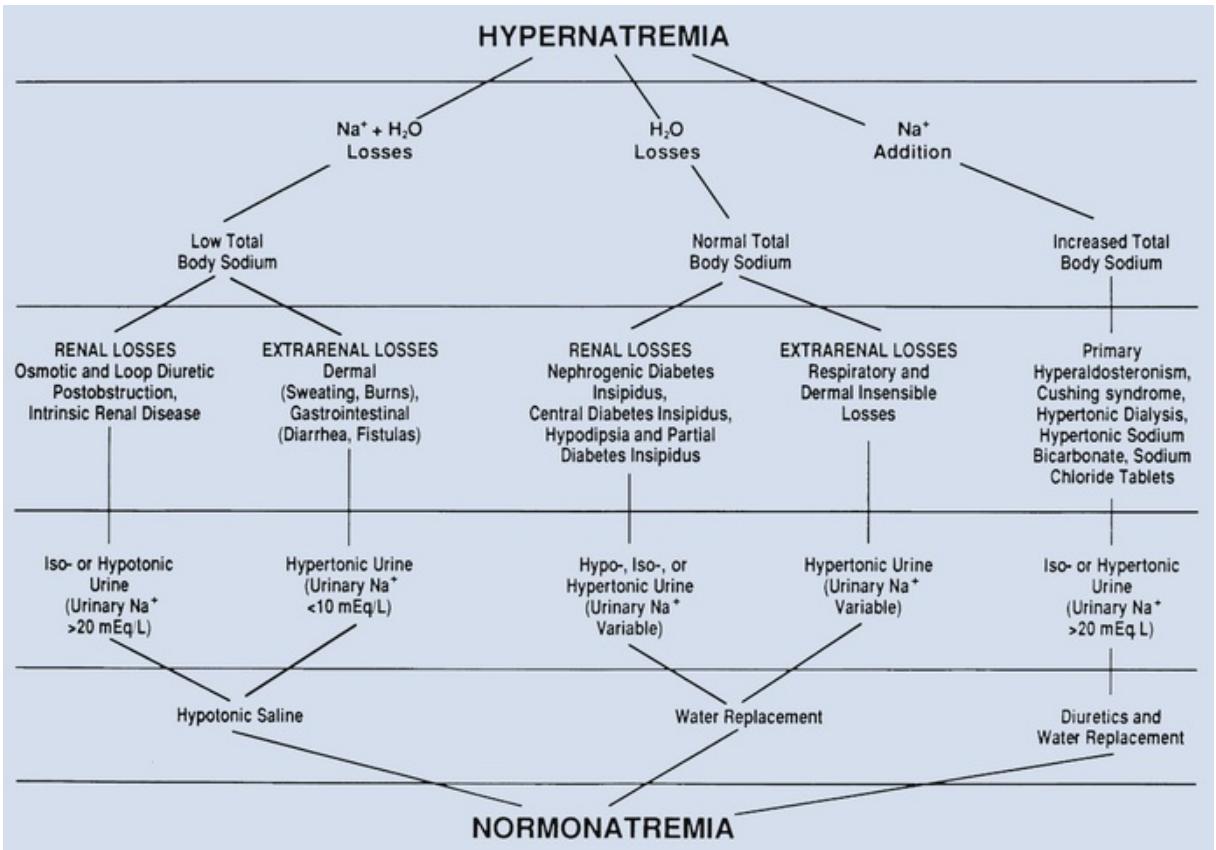 HYPERNATREMIA
Na⁺ + H₂O
Losses
H₂O
Losses
Na⁺
Addition
Low Total
Body Sodium
Normal Total
Body Sodium
Increased Total
Body Sodium
RENAL LOSSES
Osmotic and Loop Diuretic
Postobstruction,
Intrinsic Renal Disease
EXTRARENAL LOSSES
Dermal
(Sweating, Burns),
Gastrointestinal
(Diarrhea, Fistulas)
RENAL LOSSES
Nephrogenic Diabetes
Insipidus,
Central Diabetes Insipidus,
Hypodipsia and Partial
Diabetes Insipidus
EXTRARENAL LOSSES
Respiratory and
Dermal Insensible
Losses
Primary
Hyperaldosteronism,
Cushing syndrome,
Hypertonic Dialysis,
Hypertonic Sodium
Bicarbonate, Sodium
Chloride Tablets
Iso- or Hypotonic
Urine
(Urinary Na⁺
>20 mEq/L)
Hypertonic Urine
(Urinary Na⁺
<10 mEq/L)
Hypo-, Iso-, or
Hypertonic Urine
(Urinary Na⁺
Variable)
Hypertonic Urine
(Urinary Na⁺
Variable)
Iso- or Hypertonic
Urine
(Urinary Na⁺
>20 mEq L)
Hypotonic Saline
Water Replacement
Diuretics and
Water Replacement
NORMONATREMIA